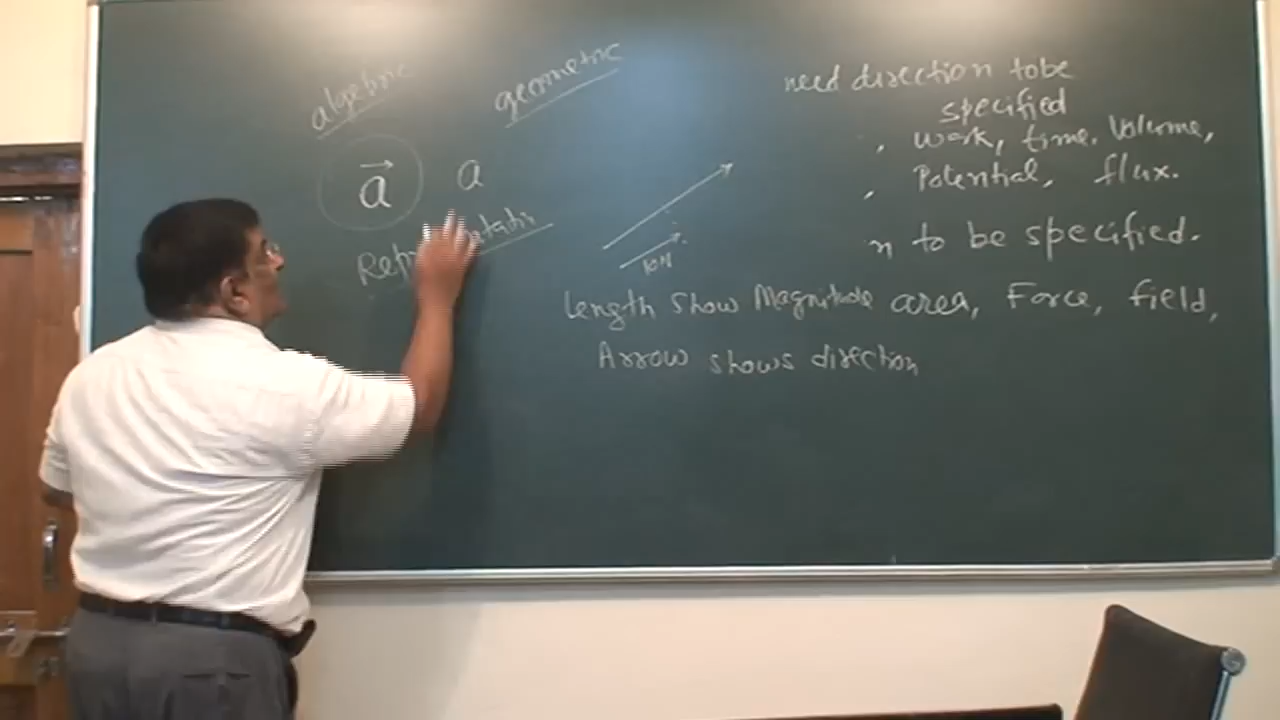 algebric
geometric
a a
10N
Length show Magnitude
Arrow shows direction
need direction tobe
specified
, work, time, Volume,
, Potential, flux.
n to be specified.
area, Force, field,